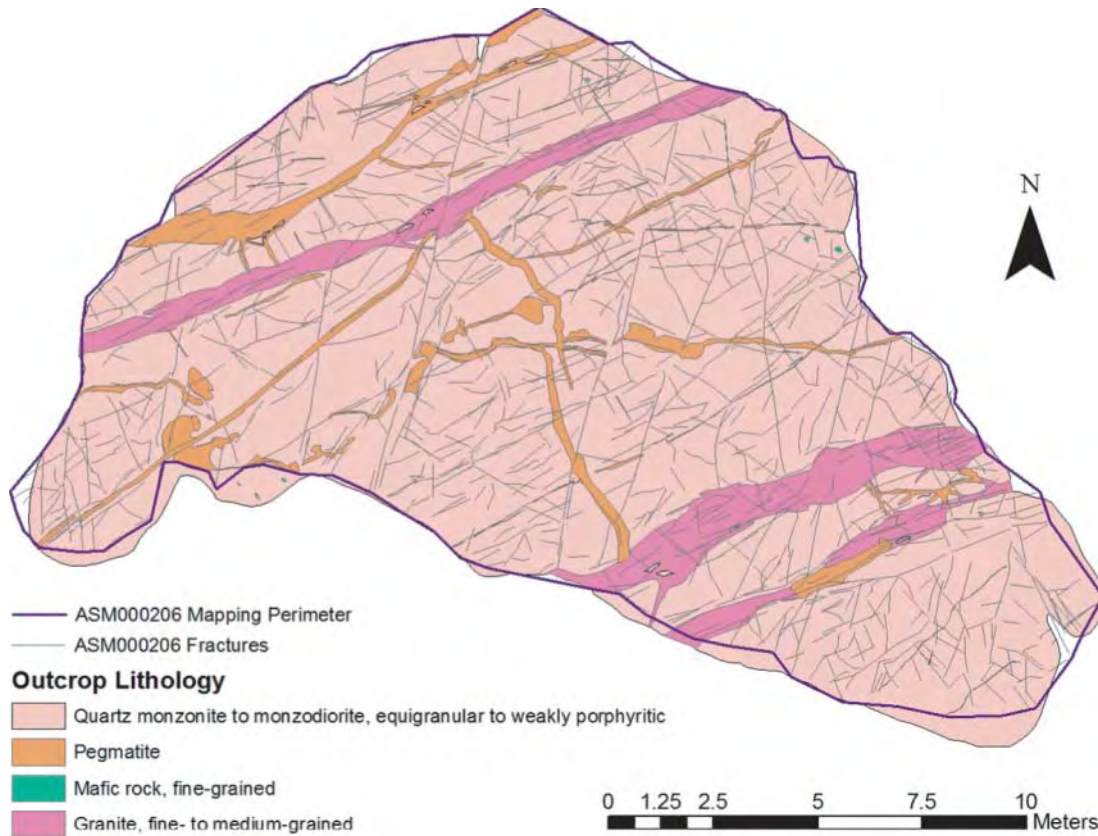 N
ASM000206 Mapping Perimeter
ASM000206 Fractures
Outcrop Lithology
Quartz monzonite to monzodiorite, equigranular to weakly porphyritic
Pegmatite
Mafic rock, fine-grained
Granite, fine- to medium-grained
0 1.25 2.5 5 7.5 10
Meters